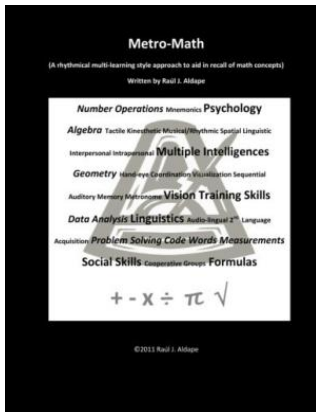 Metro-Math
(A rhythmical multi-learning style approach to aid in recall of math concepts)
Written by Raúl J. Aldape
Number Operations Mnemonics Psychology
Algebra Tactile Kinesthetic Musical/Rhythmic Spatial Linguistic
Interpersonal Intrapersonal Multiple Intelligences
Geometry Hand-eye Coordination Visualization Sequential
Auditory Memory Metronome Vision Training Skills
Data Analysis Linguistics Audio-lingual 2nd Language
Acquisition Problem Solving Code Words Measurements
Social Skills Cooperative Groups Formulas
+ - x ÷ π √
©2011 Raúl J. Aldape